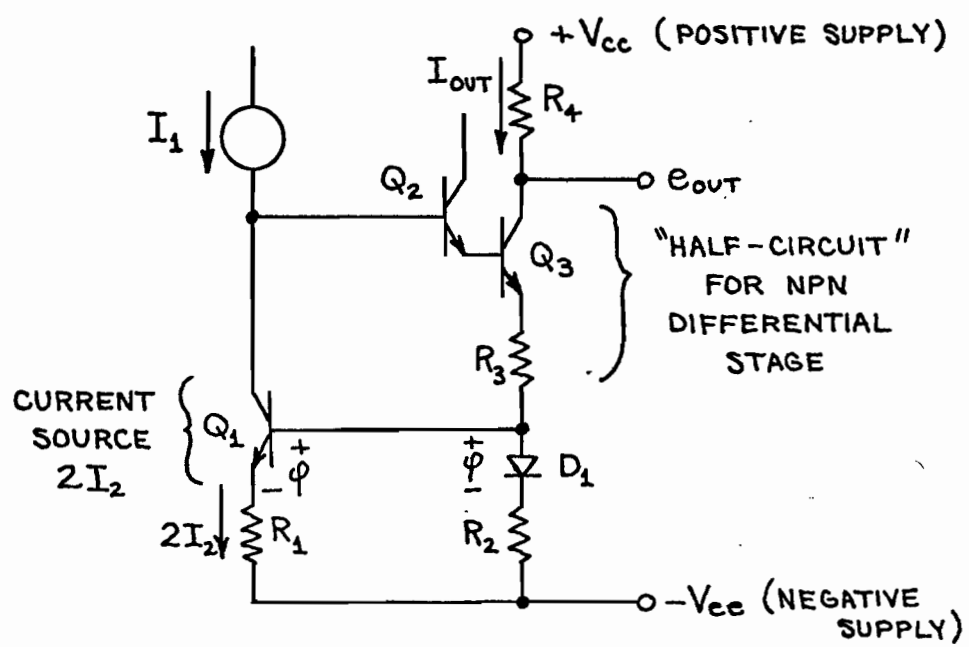 +Vcc (POSITIVE SUPPLY)
IOUT
R4
I1
Q2
eOUT
Q3
"HALF-CIRCUIT"
FOR NPN
DIFFERENTIAL
STAGE
R3
CURRENT
SOURCE
2I2
Q1
+
φ
-
+
φ
-
D1
2I2
R1
R2
-Vee (NEGATIVE
SUPPLY)